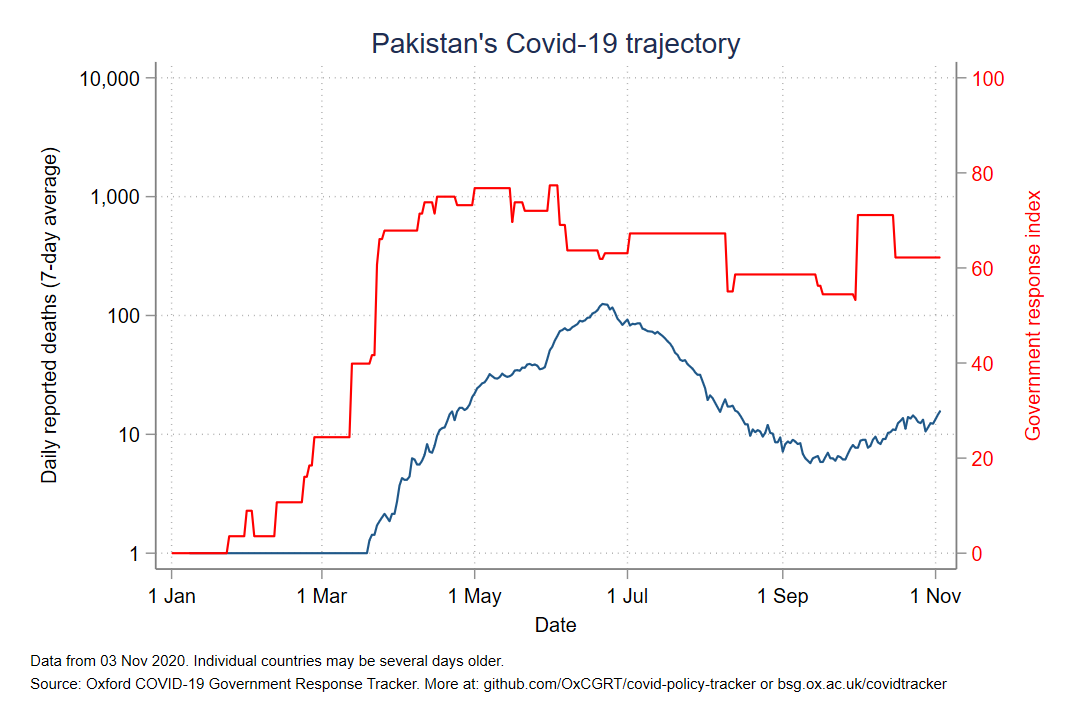 Pakistan's Covid-19 trajectory
10,000
1,000
100
10
1
Daily reported deaths (7-day average)
100
80
60
40
20
0
Government response index
1 Jan 1 Mar 1 May 1 Jul 1 Sep 1 Nov
Date
Data from 03 Nov 2020. Individual countries may be several days older.
Source: Oxford COVID-19 Government Response Tracker. More at: github.com/OxCGRT/covid-policy-tracker or bsg.ox.ac.uk/covidtracker